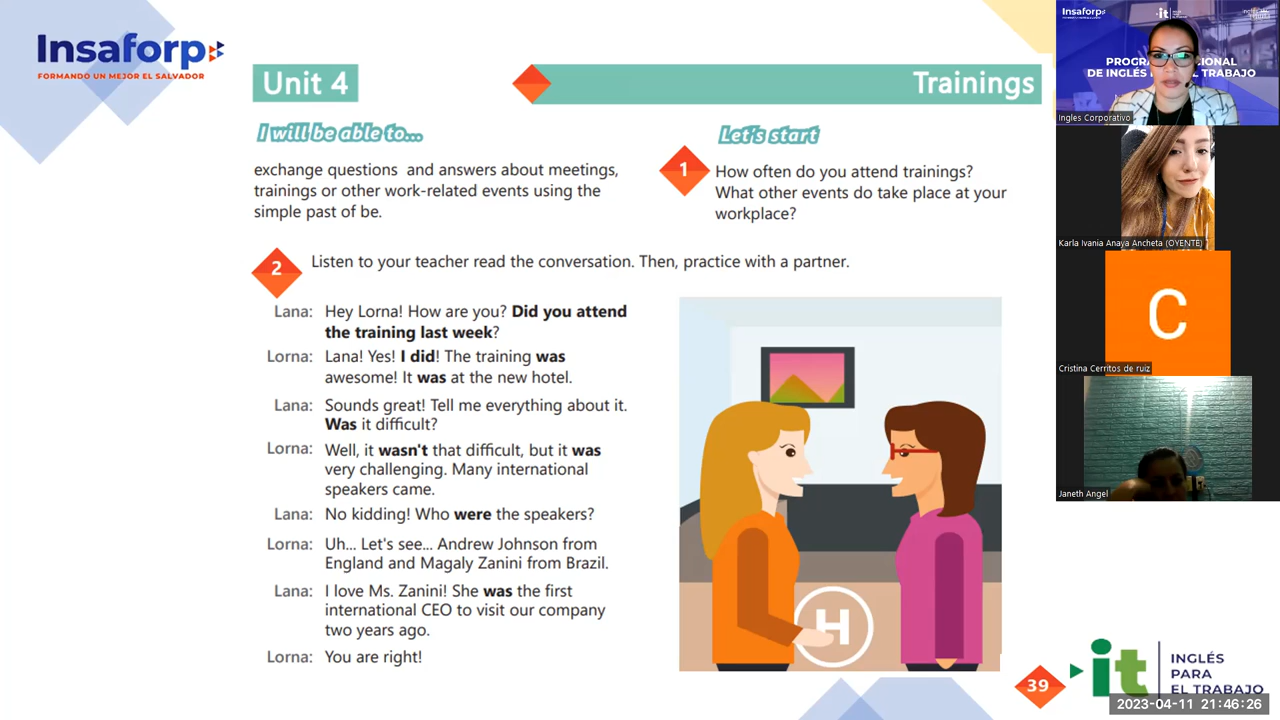 Insaforp
FORMANDO UN MEJOR EL SALVADOR
Unit 4
Trainings
I will be able to...
exchange questions and answers about meetings,
trainings or other work-related events using the
simple past of be.
Let's start
1
How often do you attend trainings?
What other events do take place at your
workplace?
2
Listen to your teacher read the conversation. Then, practice with a partner.
Lana: Hey Lorna! How are you? Did you attend
the training last week?
Lorna: Lana! Yes! I did! The training was
awesome! It was at the new hotel.
Lana: Sounds great! Tell me everything about it.
Was it difficult?
Lorna: Well, it wasn't that difficult, but it was
very challenging. Many international
speakers came.
Lana: No kidding! Who were the speakers?
Lorna: Uh... Let's see... Andrew Johnson from
England and Magaly Zanini from Brazil.
Lana: I love Ms. Zanini! She was the first
international CEO to visit our company
two years ago.
Lorna: You are right!
H
39
it
INGLÉS
PARA
EL TRABAJO
2023-04-11 21:46:26
Insaforp
it
DE INGLÉS
EL TRABAJO
Ingles Corporativo
Karla Ivania Anaya Ancheta (OYENTE)
C
Cristina Cerritos de ruiz
Janeth Angel